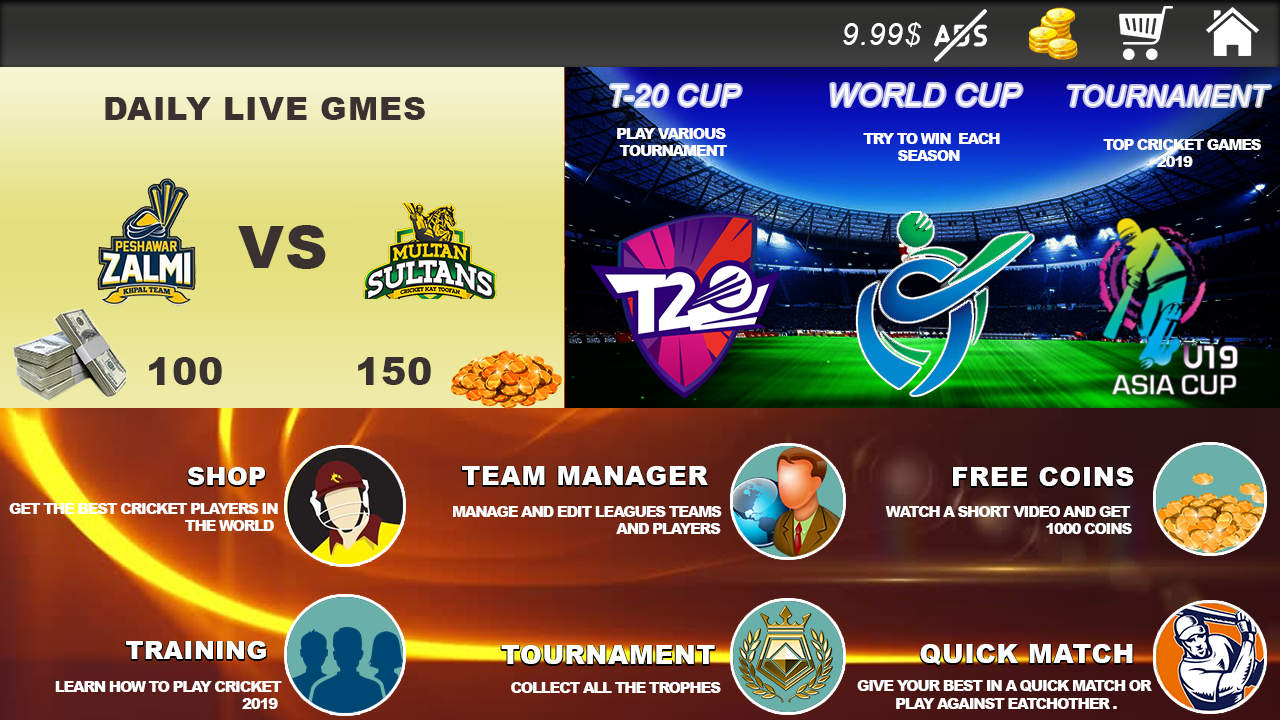 9.99$ ADS
DAILY LIVE GMES
PESHAWAR
ZALMI
KHPAL TEAM
VS
MULTAN
SULTANS
CRICKET KAY TOOFAN
100
150
T-20 CUP
PLAY VARIOUS
TOURNAMENT
WORLD CUP
TRY TO WIN EACH
SEASON
TOURNAMENT
TOP CRICKET GAMES
2019
T20
U19
ASIA CUP
SHOP
GET THE BEST CRICKET PLAYERS IN
THE WORLD
TEAM MANAGER
MANAGE AND EDIT LEAGUES TEAMS
AND PLAYERS
FREE COINS
WATCH A SHORT VIDEO AND GET
1000 COINS
TRAINING
LEARN HOW TO PLAY CRICKET
2019
TOURNAMENT
COLLECT ALL THE TROPHES
QUICK MATCH
GIVE YOUR BEST IN A QUICK MATCH OR
PLAY AGAINST EATCHOTHER .